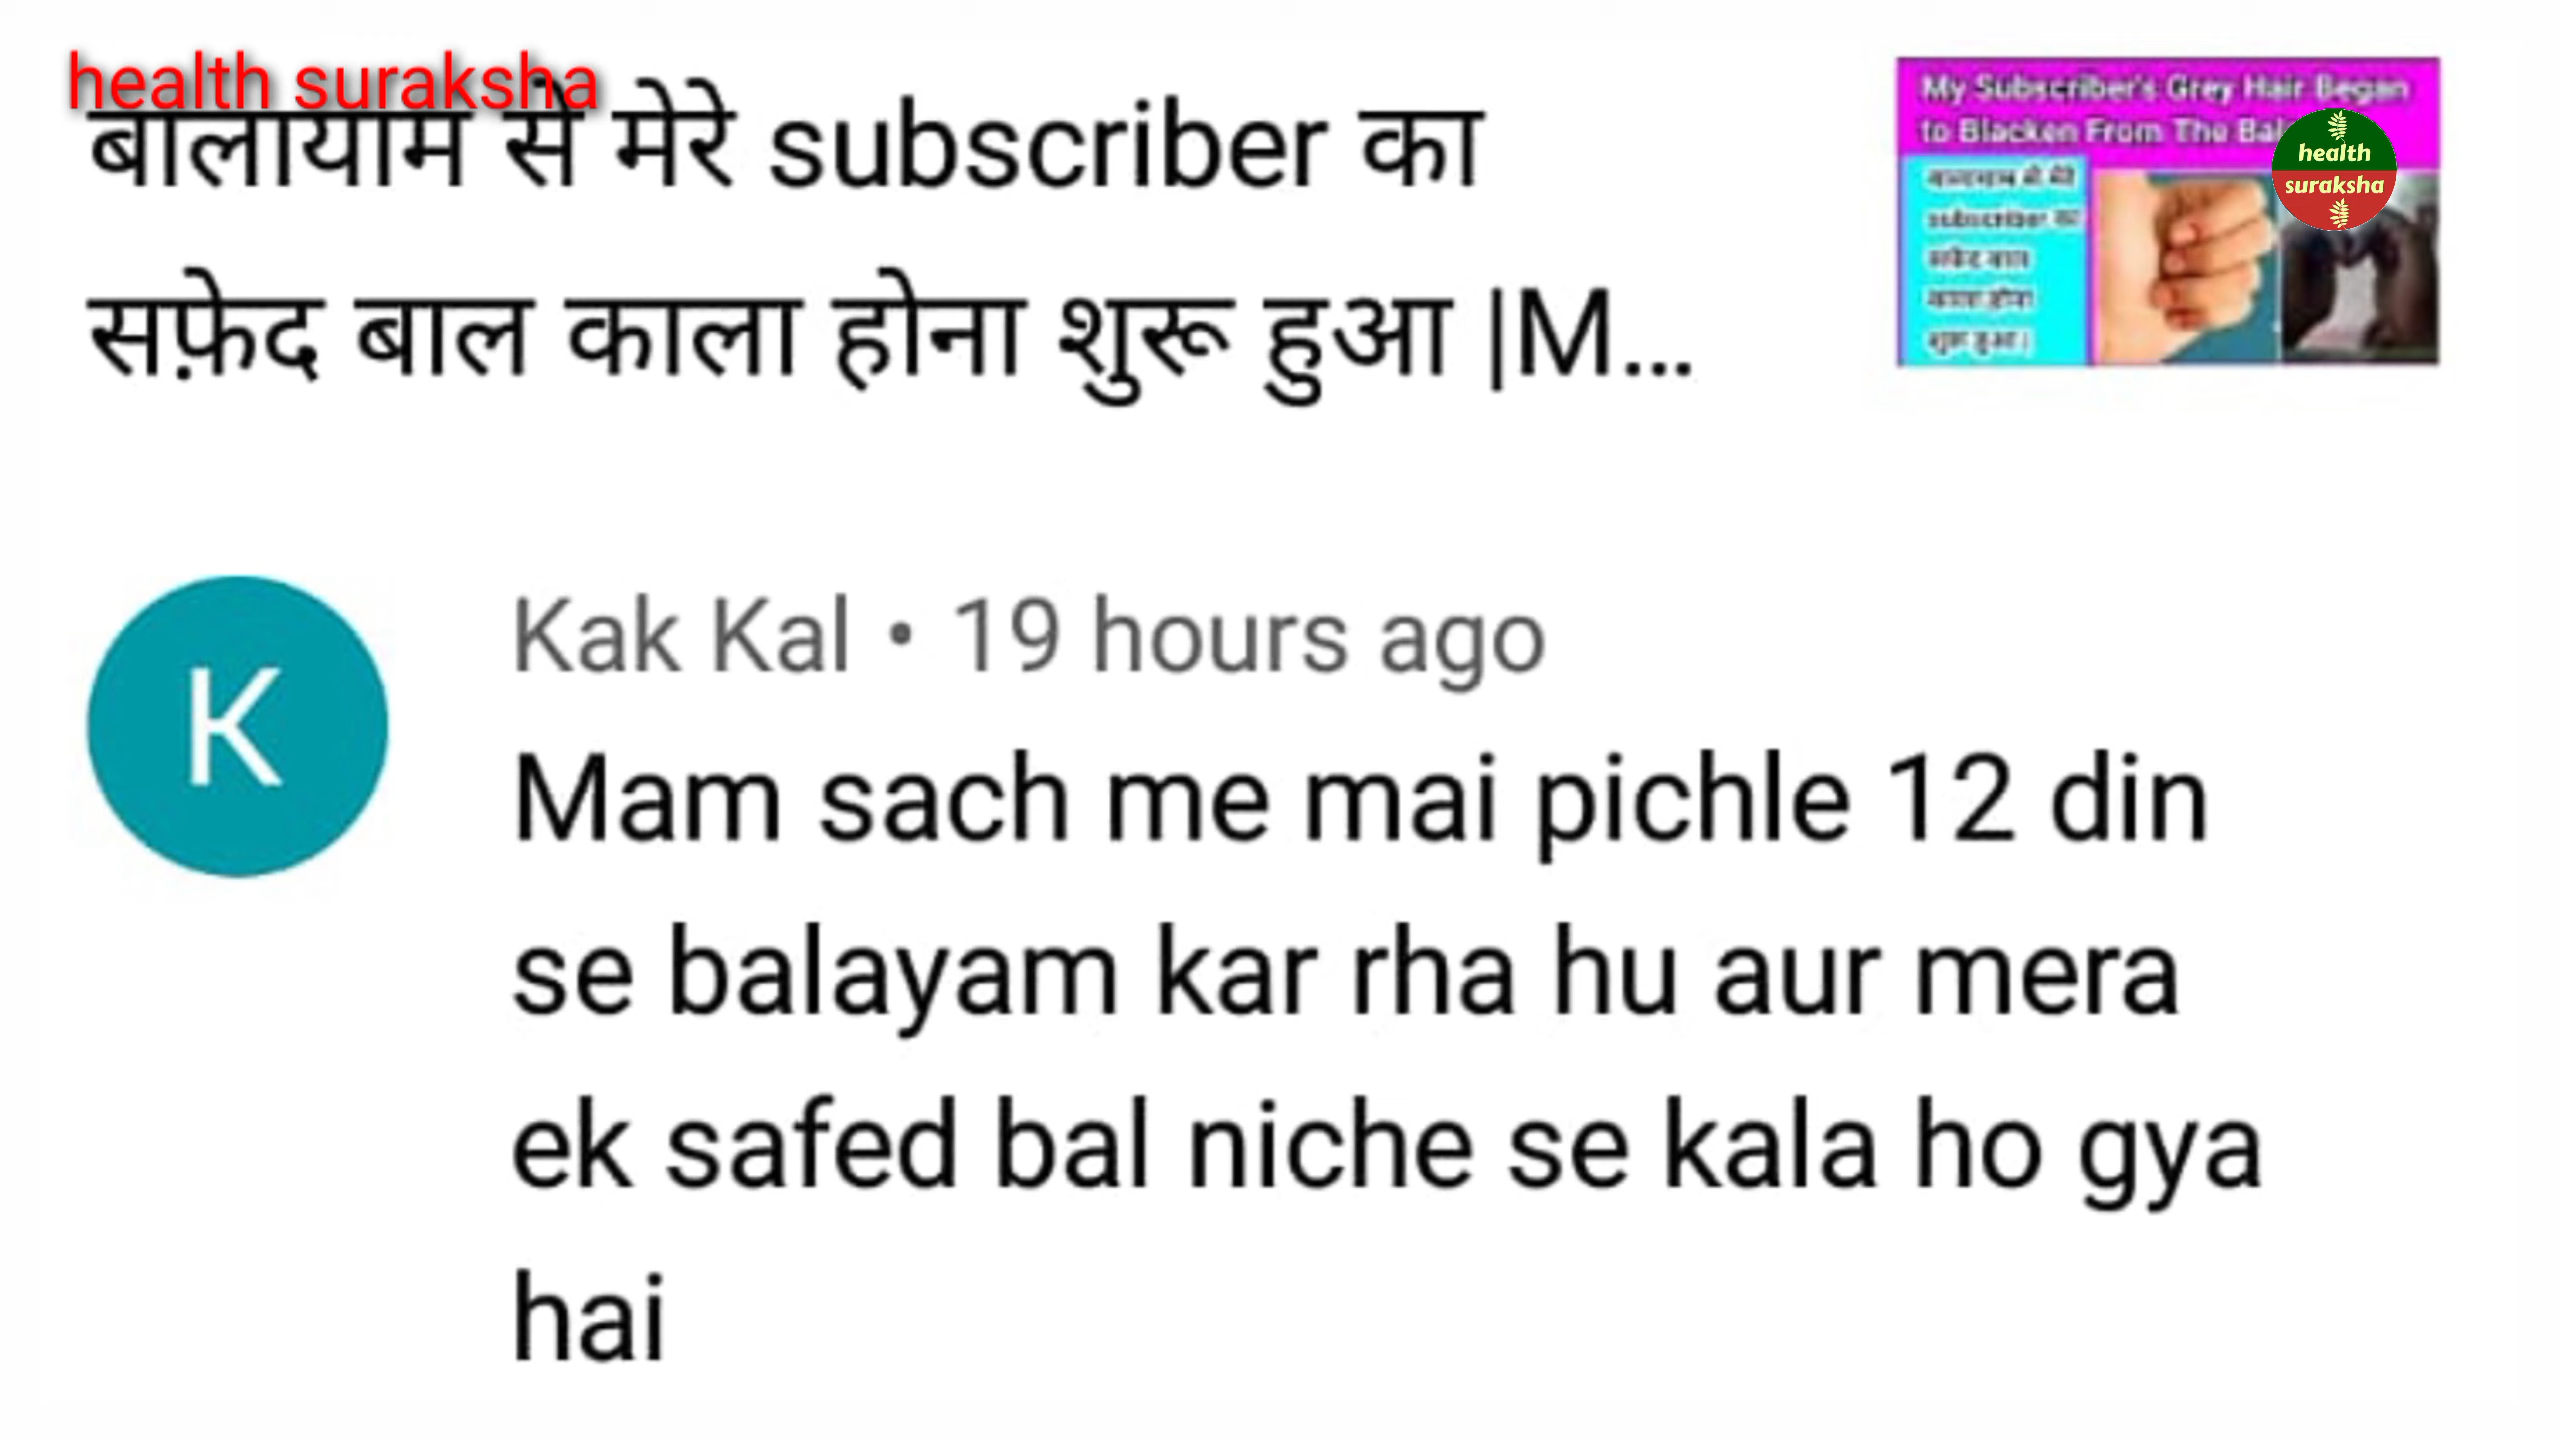 health suraksha
बालायाम से मेरे subscriber का
सफ़ेद बाल काला होना शुरू हुआ |M...
My Subscriber's Grey Hair Began
to Blacken From The
health
suraksha
subscriber का
सफेद बाल
काला होना
शुरू हुआ।
Kak Kal • 19 hours ago
Mam sach me mai pichle 12 din
se balayam kar rha hu aur mera
ek safed bal niche se kala ho gya
hai
K